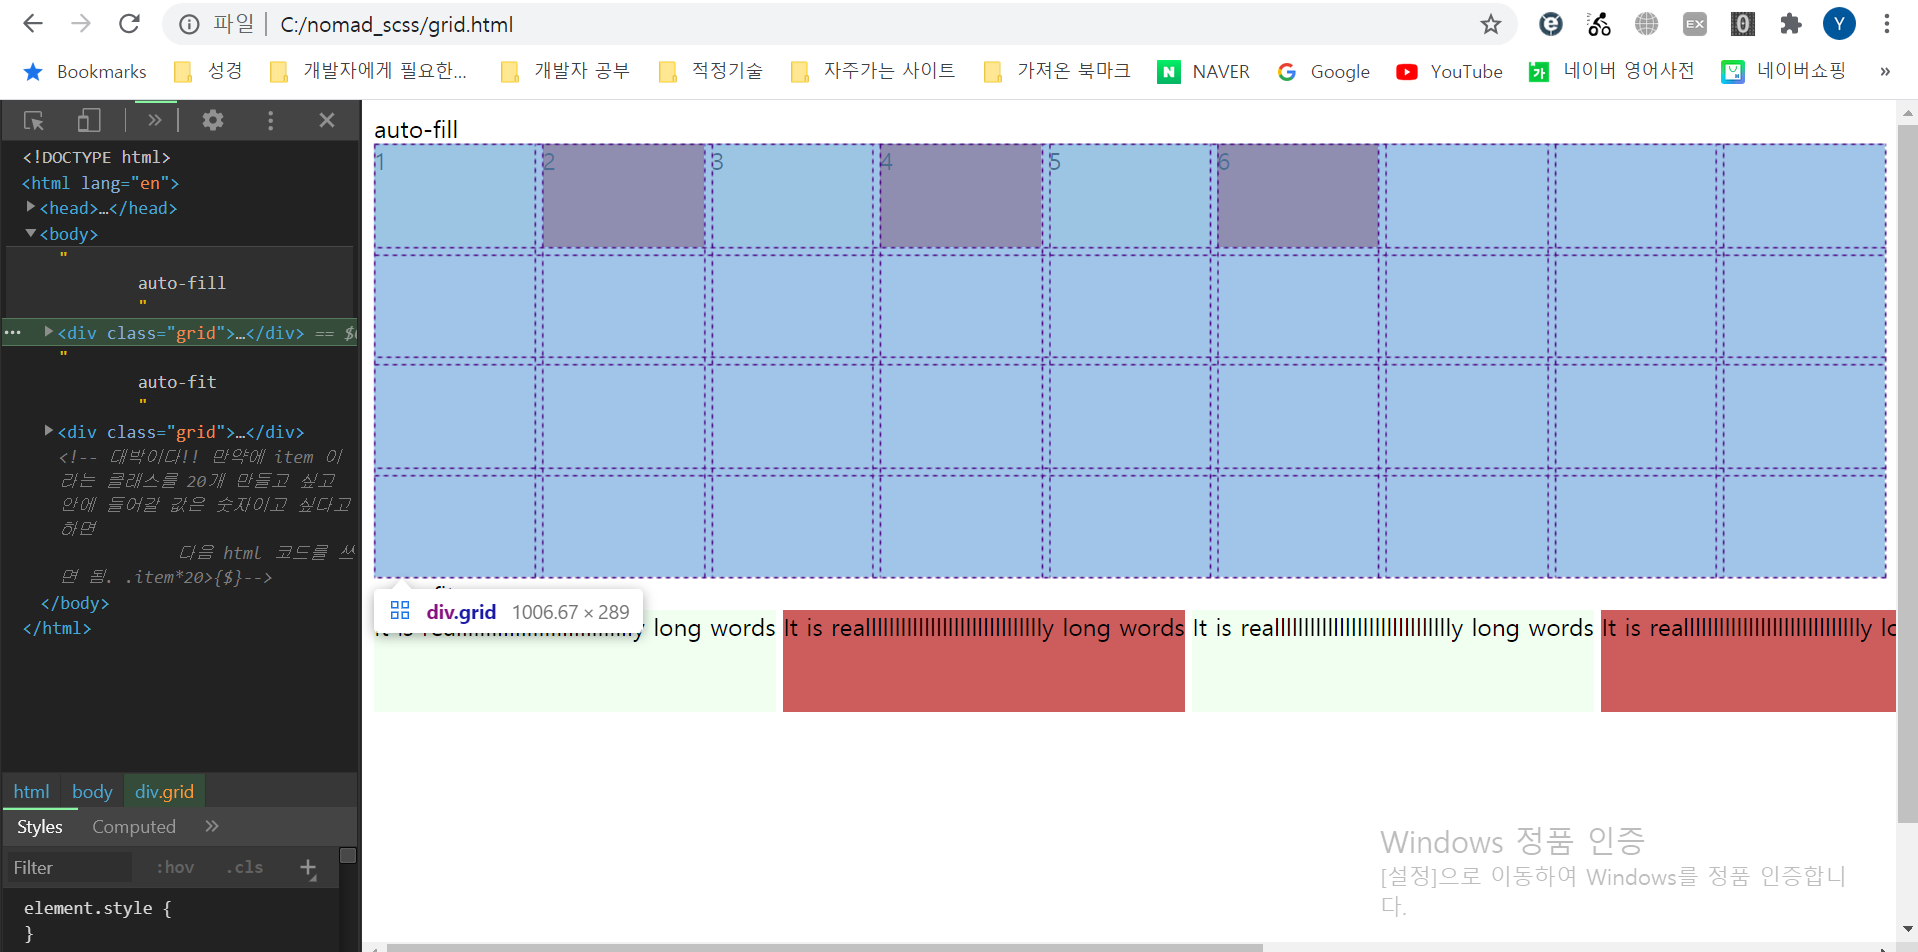 파일 | C:/nomad_scss/grid.html
EX
Y
Bookmarks 성경 개발자에게 필요한... 개발자 공부 적정기술 자주가는 사이트 가져온 북마크 NAVER Google YouTube 네이버 영어사전 네이버쇼핑 »
<!DOCTYPE html>
<html lang="en">
<head>…</head>
<body>
"
auto-fill
"
<div class="grid">…</div> == $
"
auto-fit
"
<div class="grid">…</div>
<!-- 대박이다!! 만약에 item 이
라는 클래스를 20개 만들고 싶고
안에 들어갈 값은 숫자이고 싶다고
하면
다음 html 코드를 쓰
면 됨. .item*20>{$}-->
</body>
</html>
html body div.grid
Styles Computed »
Filter :hov .cls +
element.style {
}
auto-fill
1 2 3 4 5 6
div.grid 1006.67 × 289
long words It is realllllllllllllllllllllllllllllly long words It is realllllllllllllllllllllllllllllly long words It is realllllllllllllllllllllllllllllly lo
Windows 정품 인증
[설정]으로 이동하여 Windows를 정품 인증합니
다.